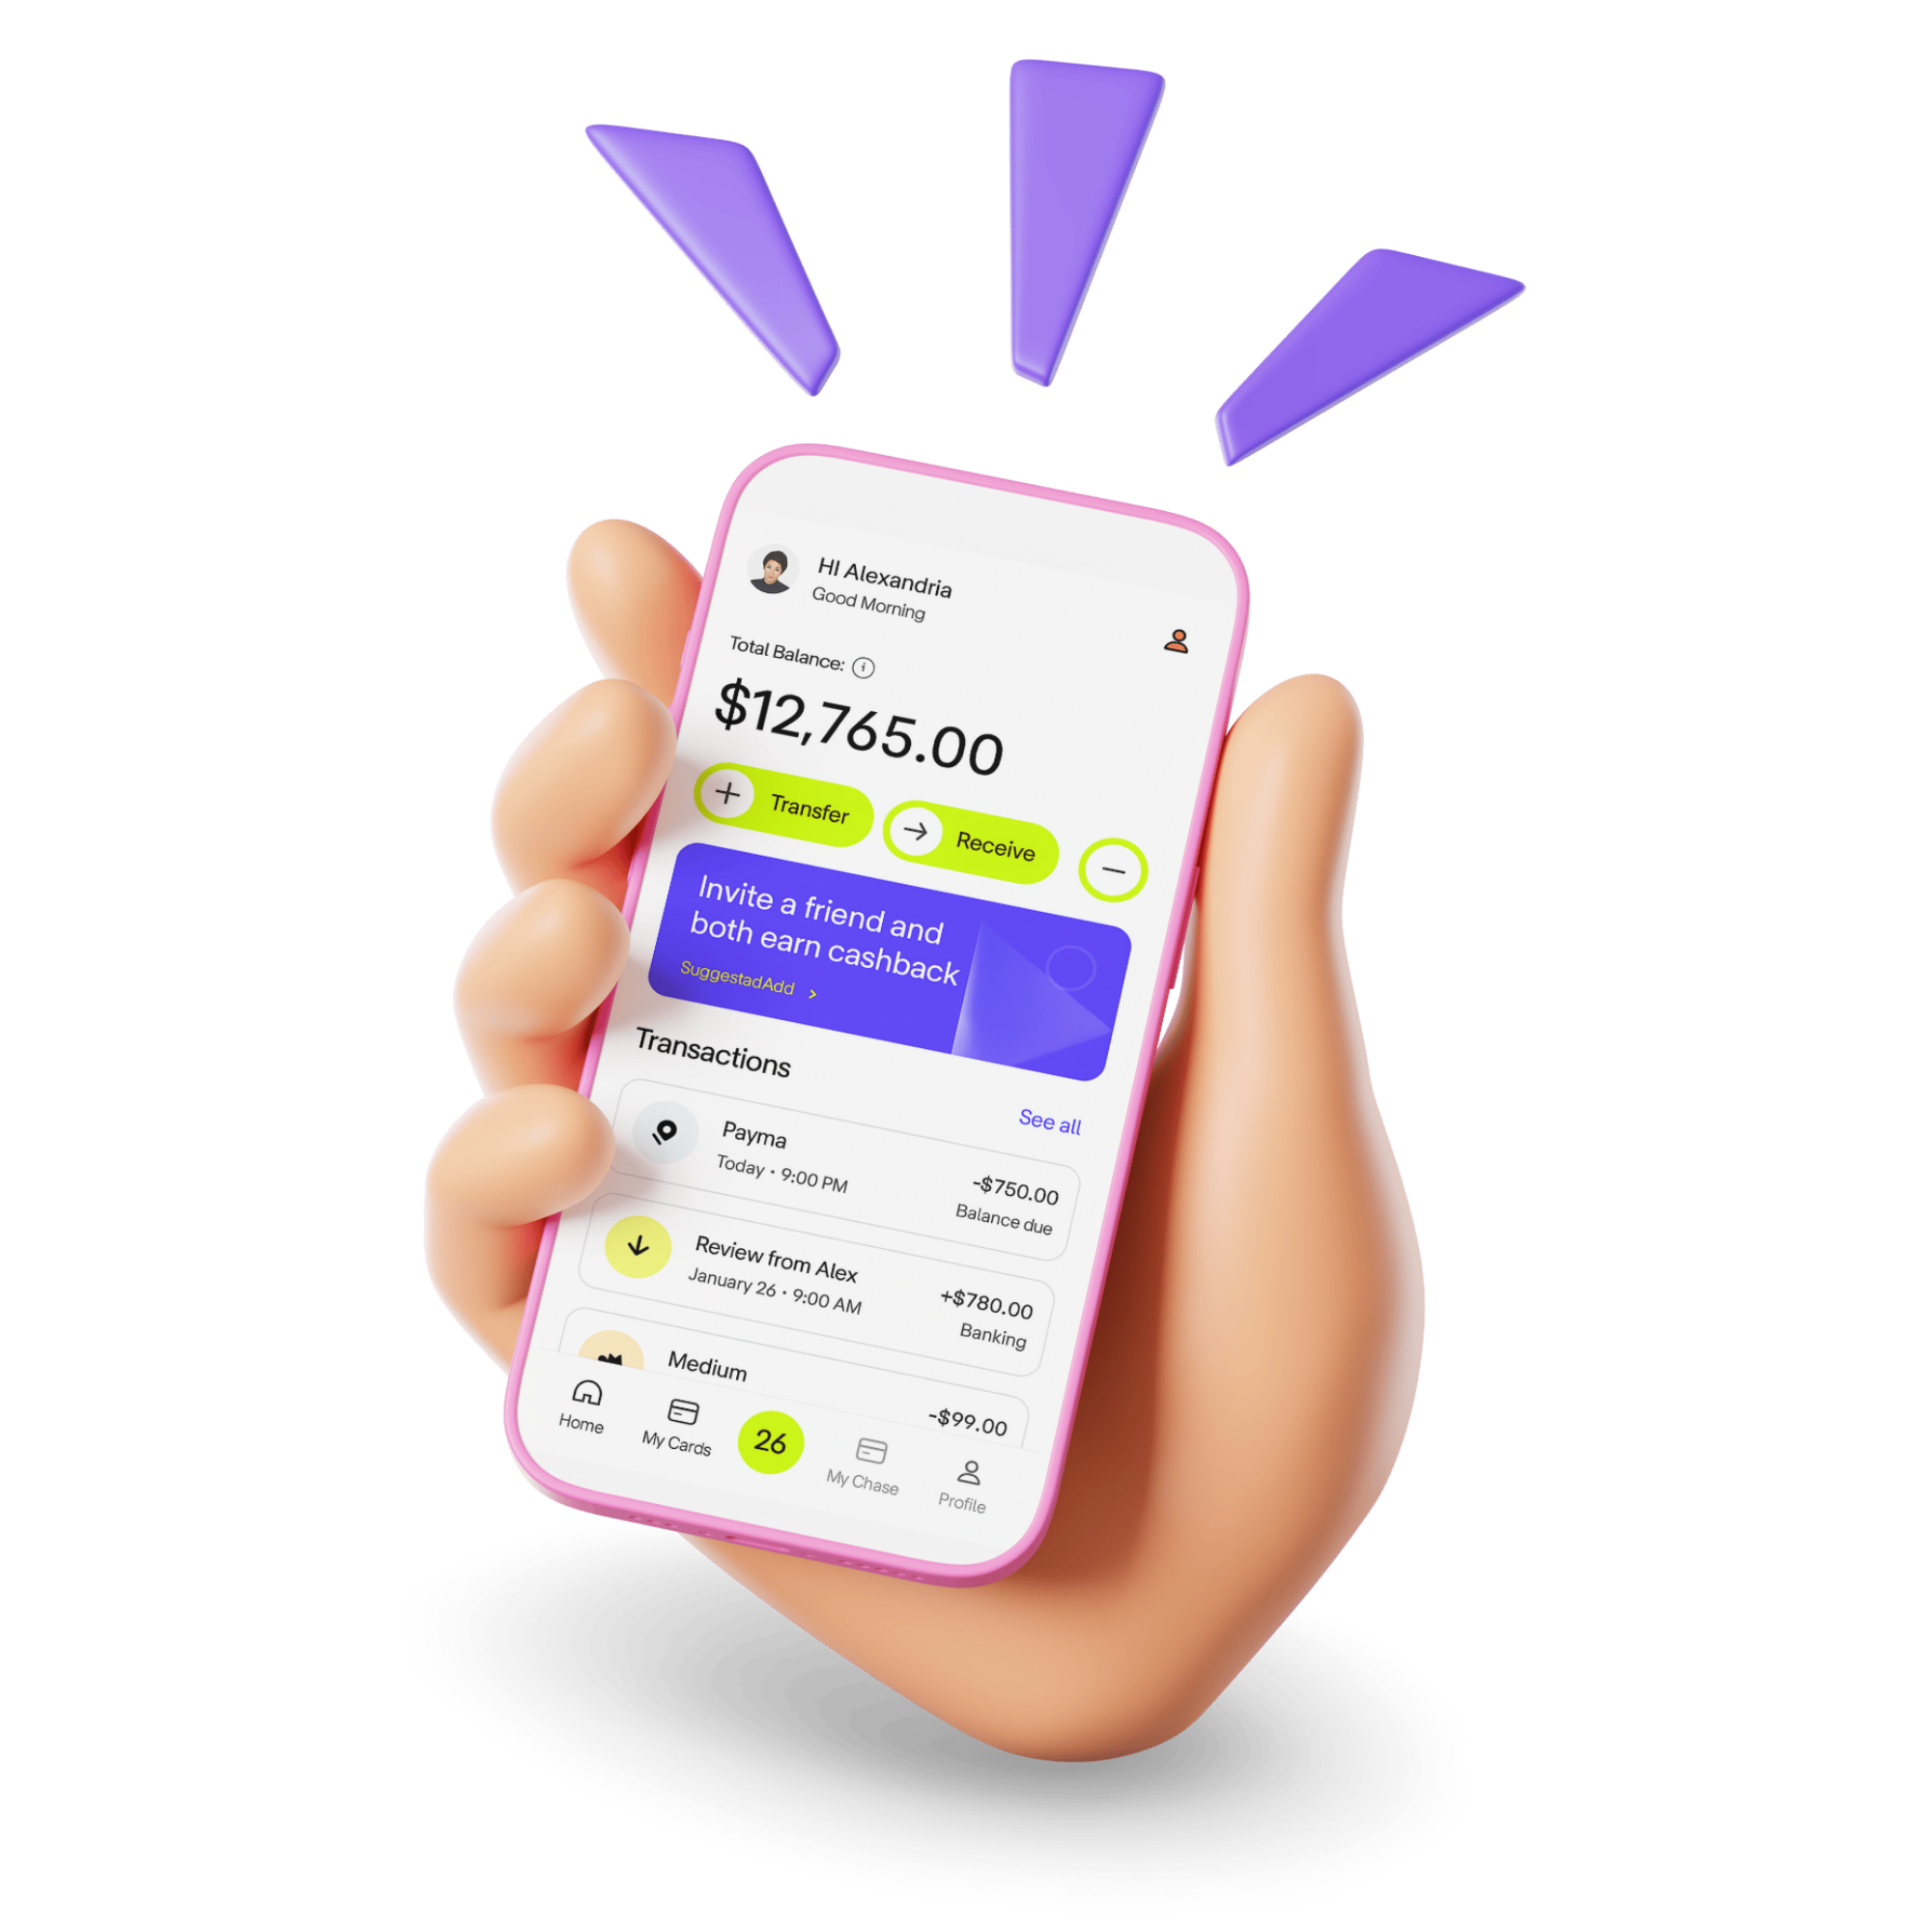 HI Alexandria
Good Morning
Total Balance:
$12,765.00
Transfer
Receive
Invite a friend and
both earn cashback
SuggestadAdd
Transactions
See all
Payma
Today • 9:00 PM
-$750.00
Balance due
Review from Alex
January 26 • 9:00 AM
+$780.00
Banking
Medium
-$99.00
Home
My Cards
26
My Chase
Profile